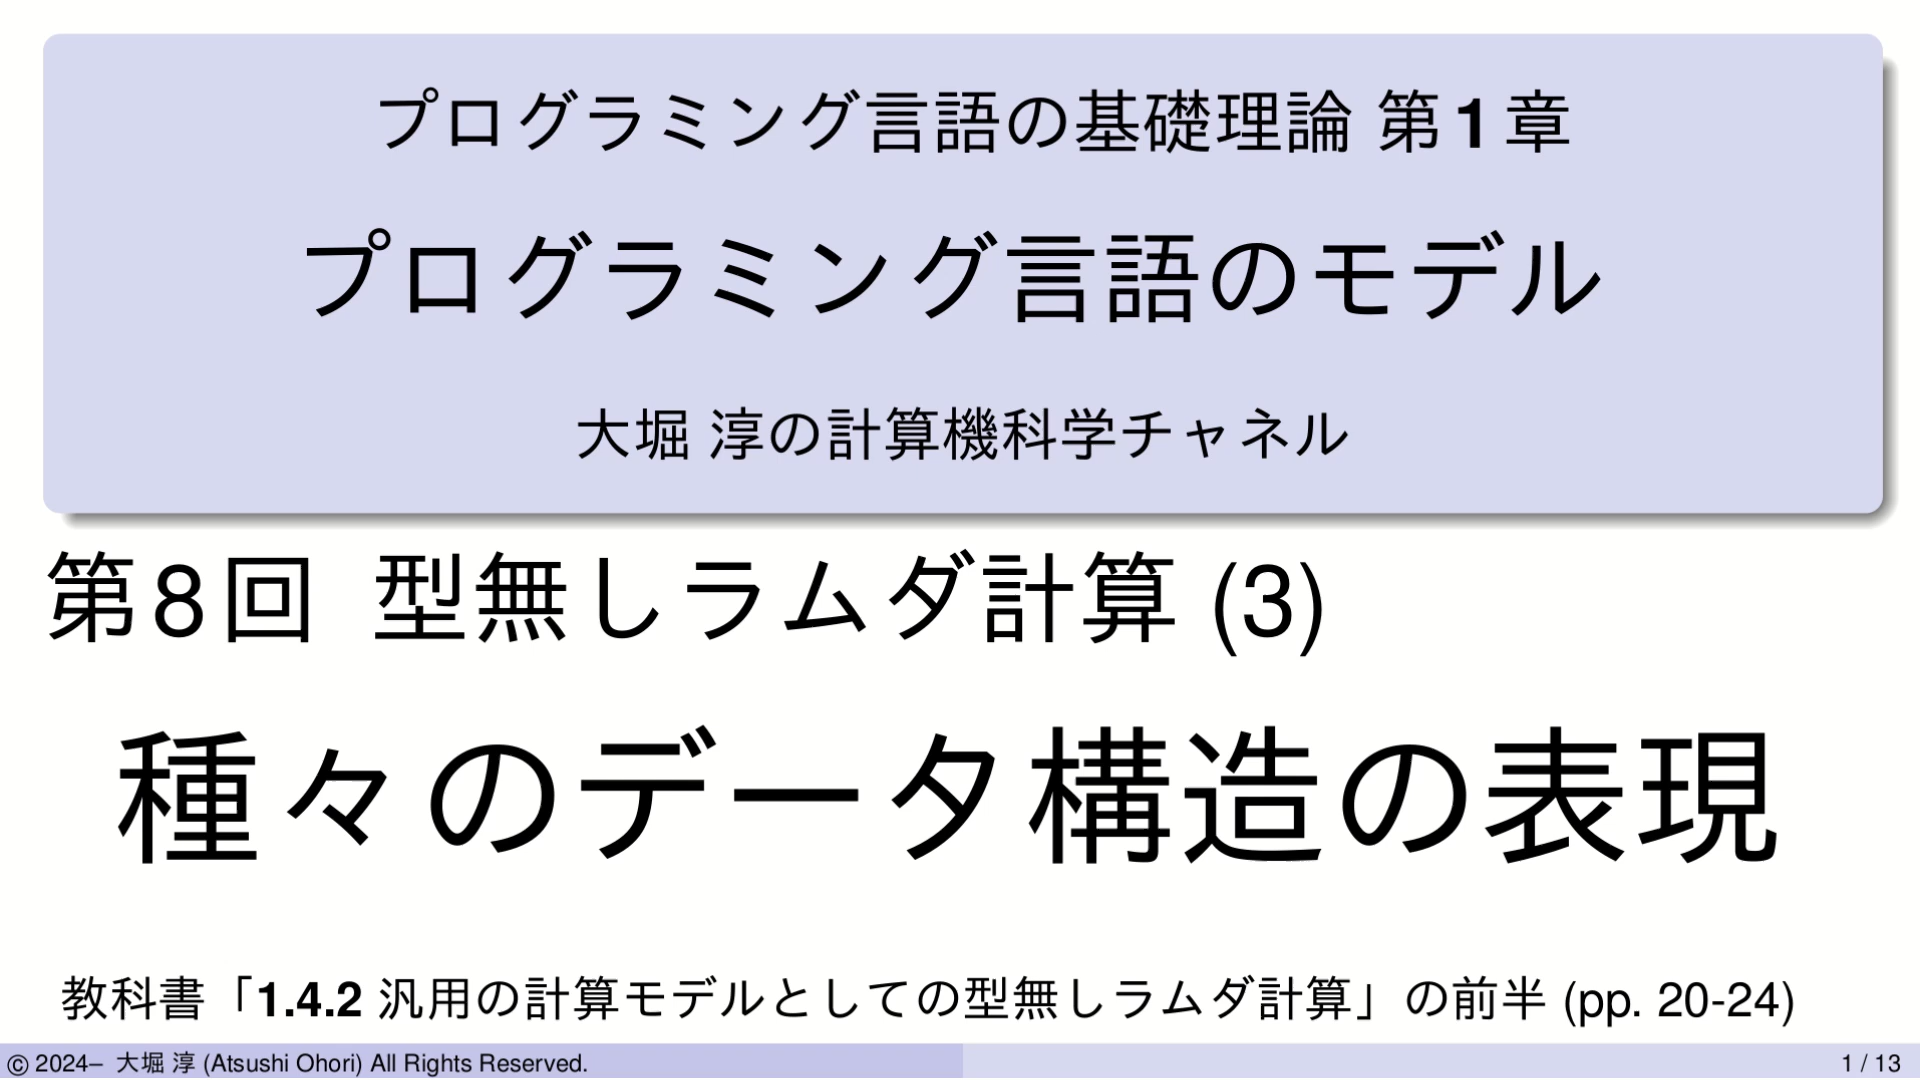 プログラミング言語の基礎理論 第1章
プログラミング言語のモデル
大堀 淳の計算機科学チャネル
第8回 型無しラムダ計算 (3)
種々のデータ構造の表現
教科書「1.4.2 汎用の計算モデルとしての型無しラムダ計算」の前半 (pp. 20-24)
© 2024– 大堀 淳 (Atsushi Ohori) All Rights Reserved.
1 / 13